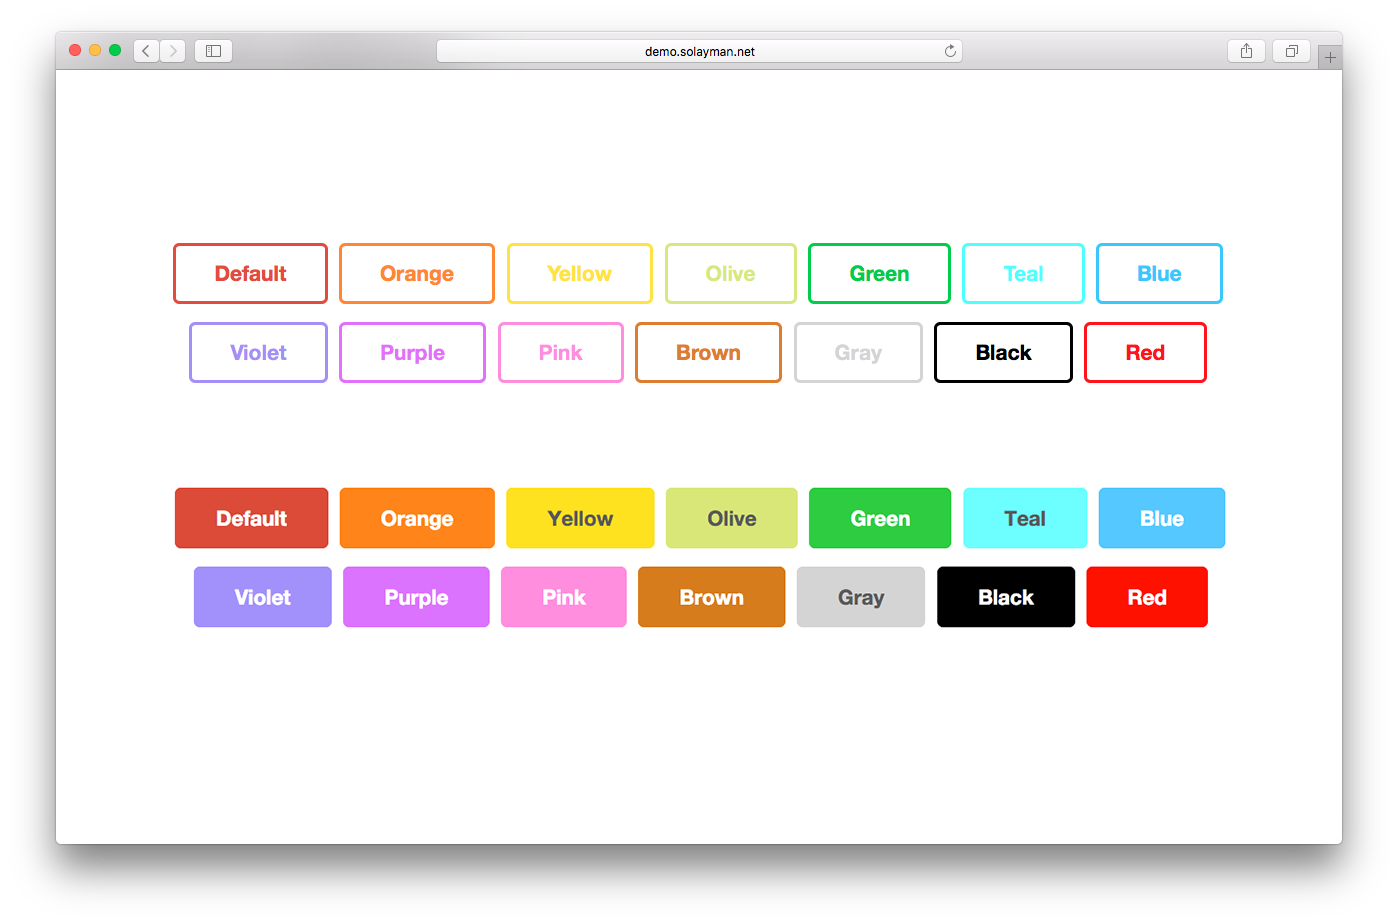 demo.solayman.net
Default Orange Yellow Olive Green Teal Blue
Violet Purple Pink Brown Gray Black Red
Default Orange Yellow Olive Green Teal Blue
Violet Purple Pink Brown Gray Black Red